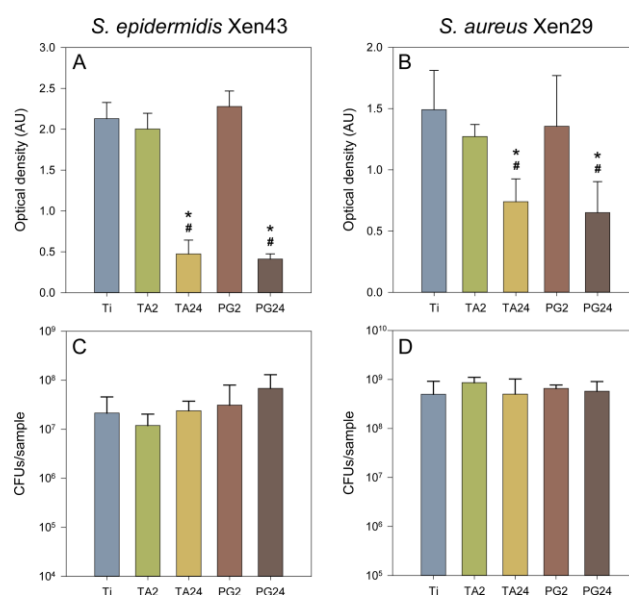 S. epidermidis Xen43
S. aureus Xen29
A
Optical density (AU)
3.0
2.5
2.0
1.5
1.0
0.5
0.0
*
#
*
#
Ti TA2 TA24 PG2 PG24
B
Optical density (AU)
2.0
1.5
1.0
0.5
0.0
*
#
*
#
Ti TA2 TA24 PG2 PG24
C
CFUs/sample
10⁹
10⁸
10⁷
10⁶
10⁵
10⁴
Ti TA2 TA24 PG2 PG24
D
CFUs/sample
10¹⁰
10⁹
10⁸
10⁷
10⁶
10⁵
Ti TA2 TA24 PG2 PG24